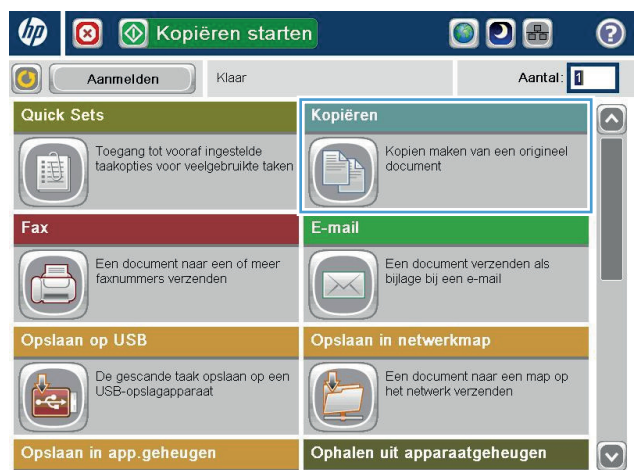 hp
Kopiëren starten
?
Aanmelden
Klaar
Aantal: 1
Quick Sets
Toegang tot vooraf ingestelde
taakopties voor veelgebruikte taken
Kopiëren
Kopien maken van een origineel
document
Fax
Een document naar een of meer
faxnummers verzenden
E-mail
Een document verzenden als
bijlage bij een e-mail
Opslaan op USB
De gescande taak opslaan op een
USB-opslagapparaat
Opslaan in netwerkmap
Een document naar een map op
het netwerk verzenden
Opslaan in app.geheugen
Ophalen uit apparaatgeheugen